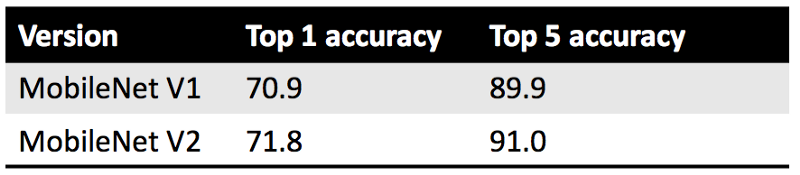 Version Top 1 accuracy Top 5 accuracy
MobileNet V1 70.9 89.9
MobileNet V2 71.8 91.0